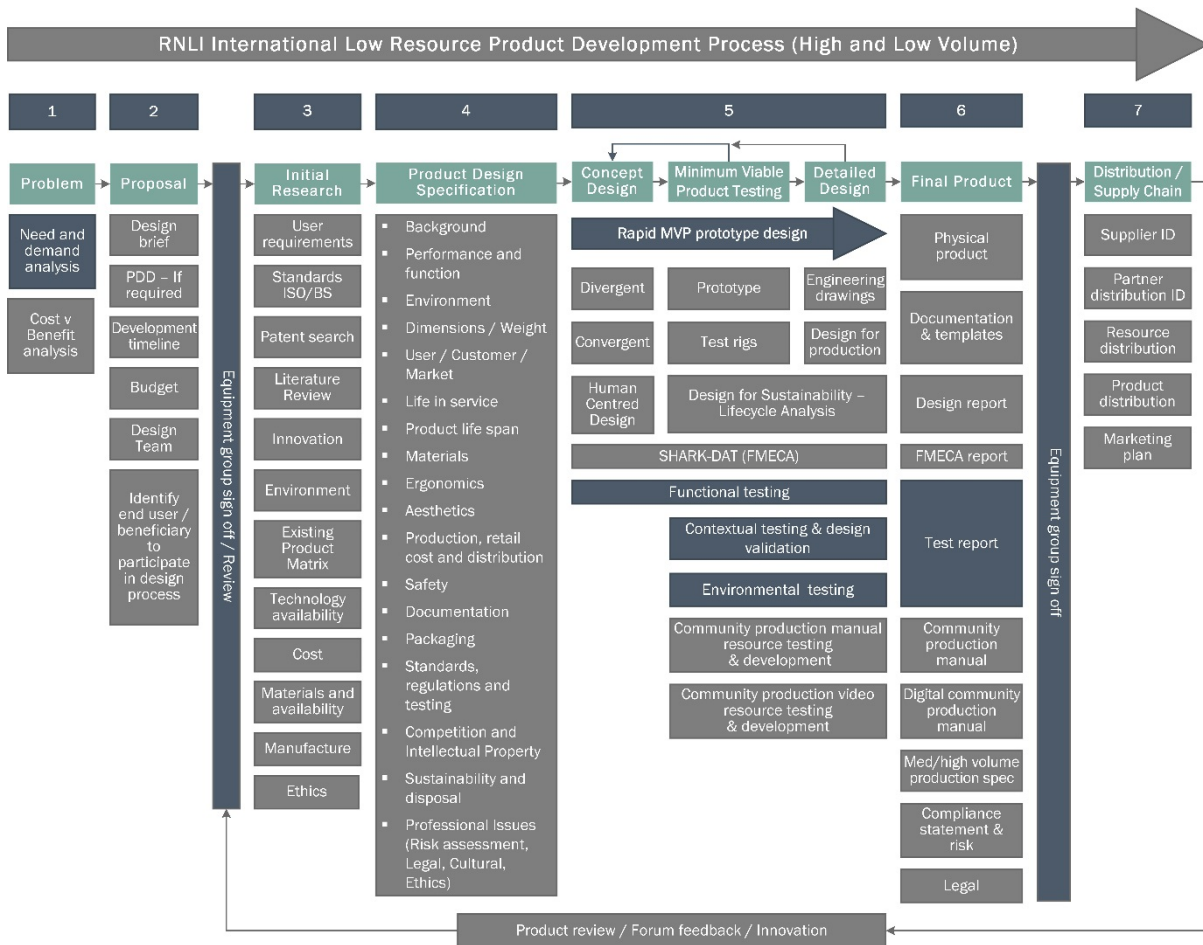 RNLI International Low Resource Product Development Process (High and Low Volume)
1
2
3
4
5
6
7
Problem
Proposal
Initial
Research
Product Design
Specification
Concept
Design
Minimum Viable
Product Testing
Detailed
Design
Final Product
Distribution /
Supply Chain
Need and
demand
analysis
Cost v
Benefit
analysis
Design
brief
PDD – If
required
Development
timeline
Budget
Design
Team
Identify
end user /
beneficiary
to
participate
in design
process
Equipment group sign off / Review
User
requirements
Standards
ISO/BS
Patent search
Literature
Review
Innovation
Environment
Existing
Product
Matrix
Technology
availability
Cost
Materials and
availability
Manufacture
Ethics
▪ Background
▪ Performance and
function
▪ Environment
▪ Dimensions / Weight
▪ User / Customer /
Market
▪ Life in service
▪ Product life span
▪ Materials
▪ Ergonomics
▪ Aesthetics
▪ Production, retail
cost and distribution
▪ Safety
▪ Documentation
▪ Packaging
▪ Standards,
regulations and
testing
▪ Competition and
Intellectual Property
▪ Sustainability and
disposal
▪ Professional Issues
(Risk assessment,
Legal, Cultural,
Ethics)
Rapid MVP prototype design
Divergent
Prototype
Engineering
drawings
Convergent
Test rigs
Design for
production
Human
Centred
Design
Design for Sustainability –
Lifecycle Analysis
SHARK-DAT (FMECA)
Functional testing
Contextual testing & design
validation
Environmental testing
Community production manual
resource testing
& development
Community production video
resource testing
& development
Physical
product
Documentation
& templates
Design report
FMECA report
Test report
Community
production
manual
Digital community
production
manual
Med/high volume
production spec
Compliance
statement &
risk
Legal
Equipment group sign off
Supplier ID
Partner
distribution ID
Resource
distribution
Product
distribution
Marketing
plan
Product review / Forum feedback / Innovation